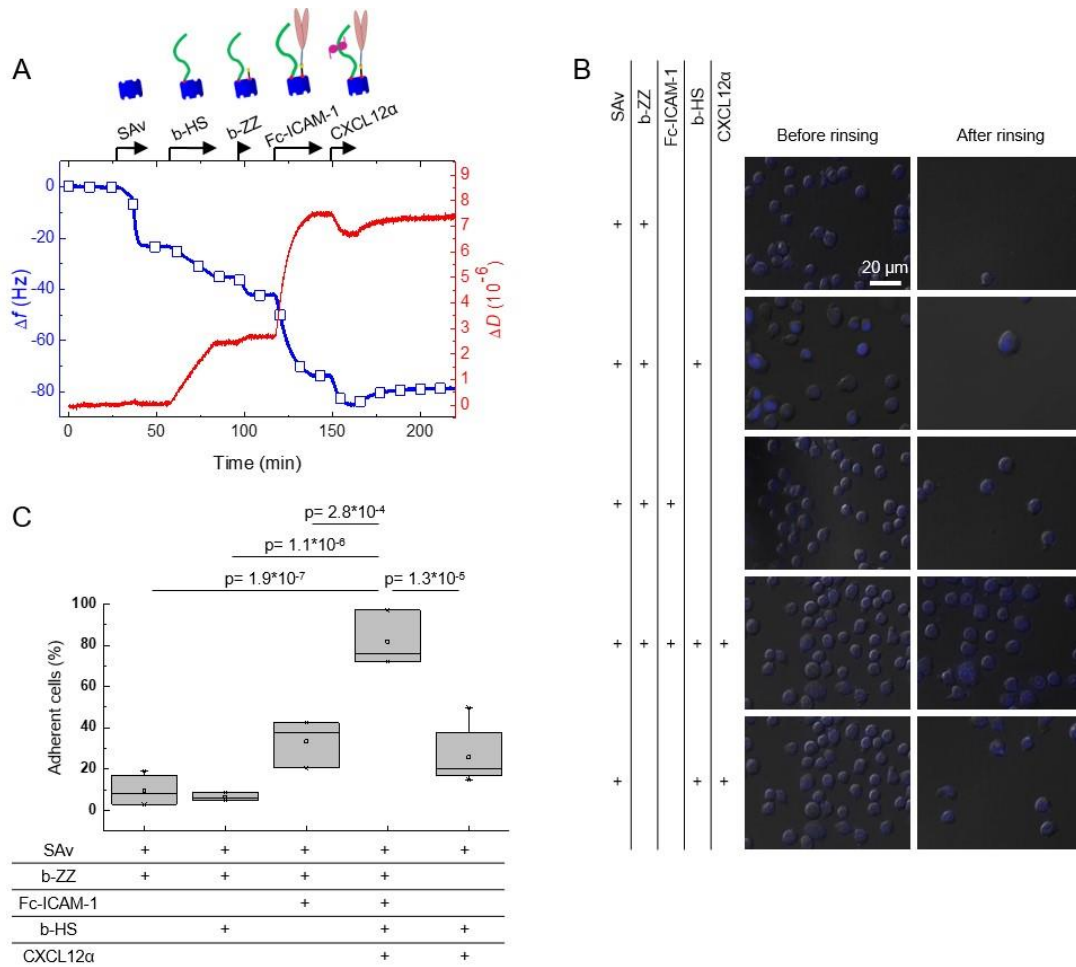 A
SAv
b-HS
b-ZZ
Fc-ICAM-1
CXCL12α
0
-20
-40
-60
-80
Δf (Hz)
9
8
7
6
5
4
3
2
1
0
ΔD (10-6)
0 50 100 150 200
Time (min)
B
SAv
b-ZZ
Fc-ICAM-1
b-HS
CXCL12α
Before rinsing After rinsing
+ +
20 μm
+ + +
+ + +
+ + + + +
+ + +
C
p= 2.8*10-4
p= 1.1*10-6
p= 1.9*10-7 p= 1.3*10-5
100
80
60
40
20
0
Adherent cells (%)
SAv + + + + +
b-ZZ + + + +
Fc-ICAM-1 + +
b-HS + + +
CXCL12α + +